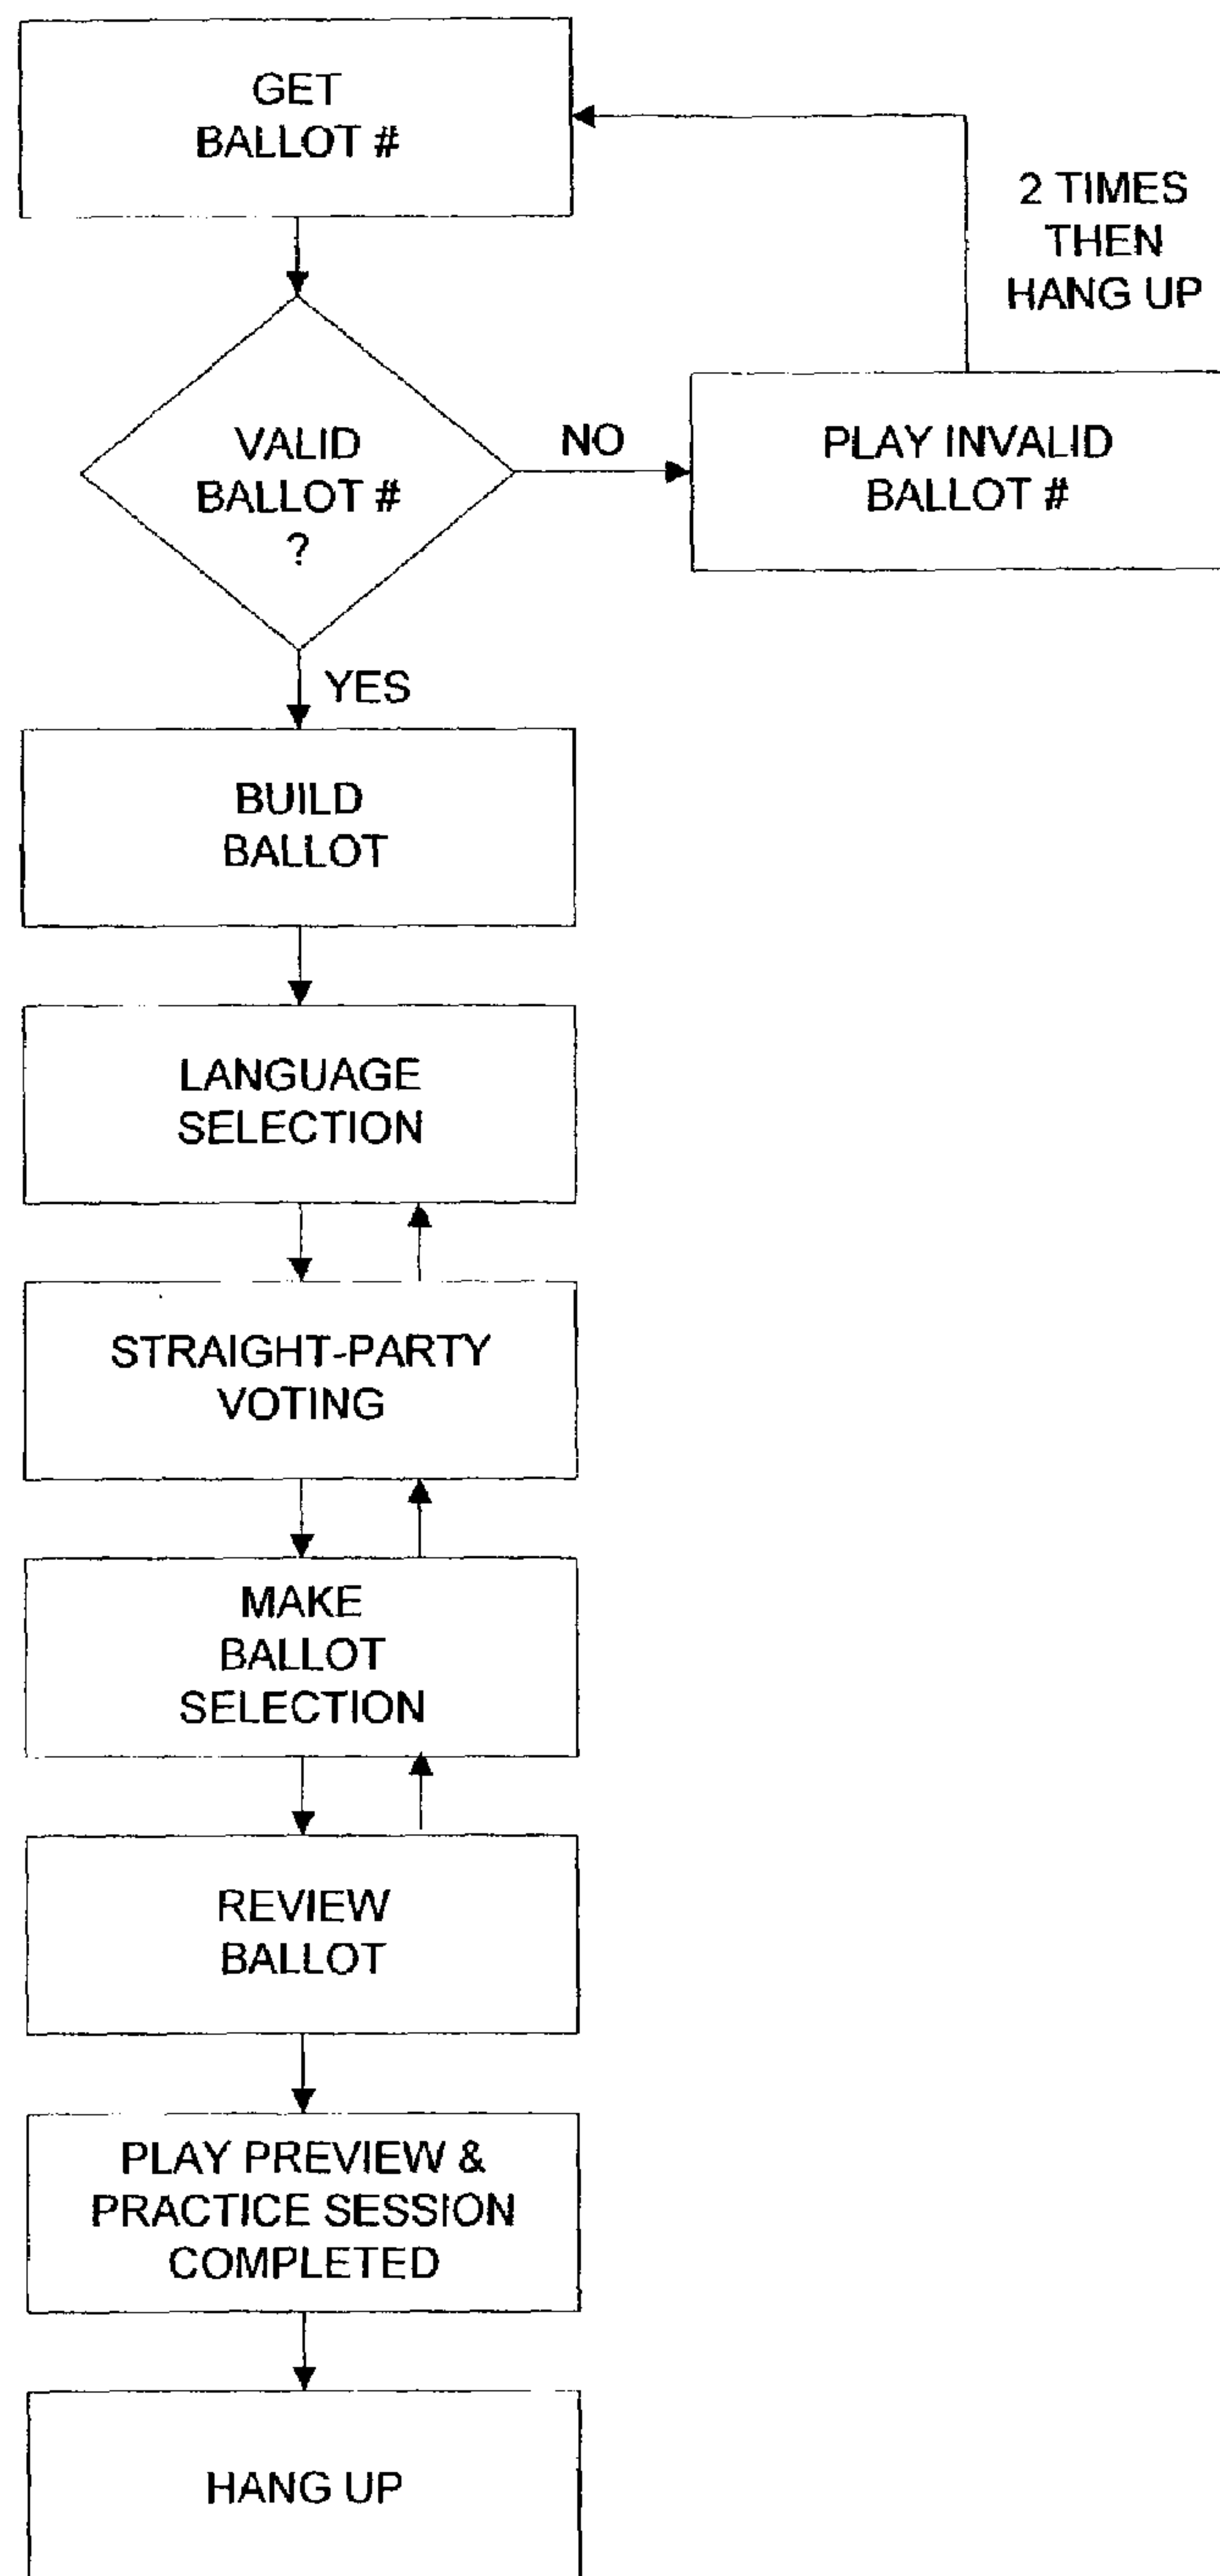 GET
BALLOT #
2 TIMES
THEN
HANG UP
VALID
BALLOT #
?
NO
PLAY INVALID
BALLOT #
YES
BUILD
BALLOT
LANGUAGE
SELECTION
STRAIGHT-PARTY
VOTING
MAKE
BALLOT
SELECTION
REVIEW
BALLOT
PLAY PREVIEW &
PRACTICE SESSION
COMPLETED
HANG UP